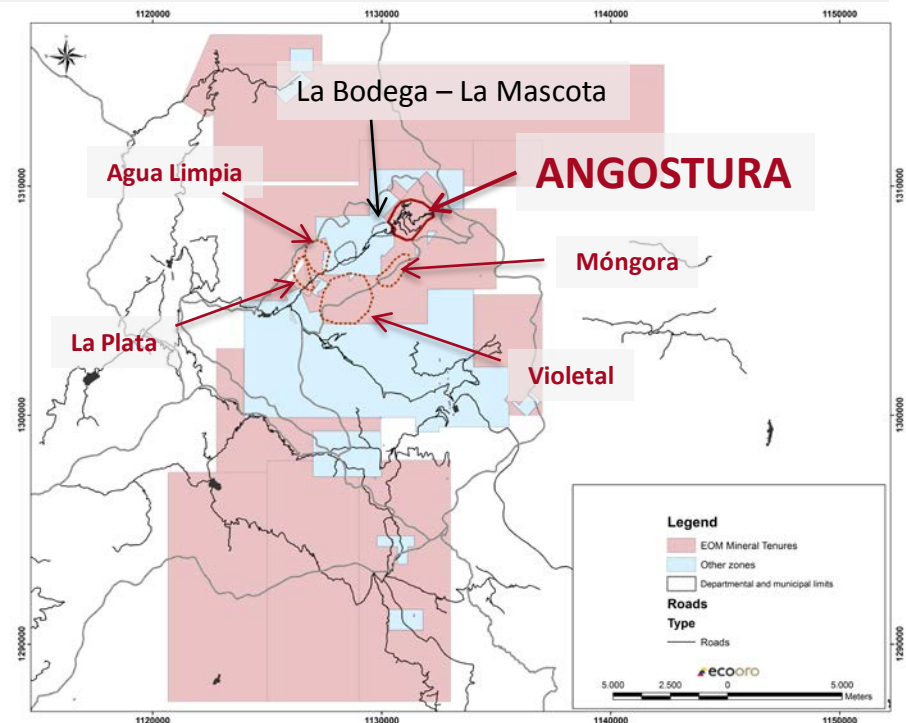 1120000 1130000 1140000 1150000
La Bodega – La Mascota
Agua Limpia
ANGOSTURA
1310000 1310000
Móngora
La Plata
Violetal
1300000 1300000
Legend
EOM Mineral Tenures
Other zones
Departmental and municipal limits
Roads
Type
Roads
ecooro
1290000 1290000
5.000 2.500 0 5.000
Meters
1120000 1130000 1140000 1150000